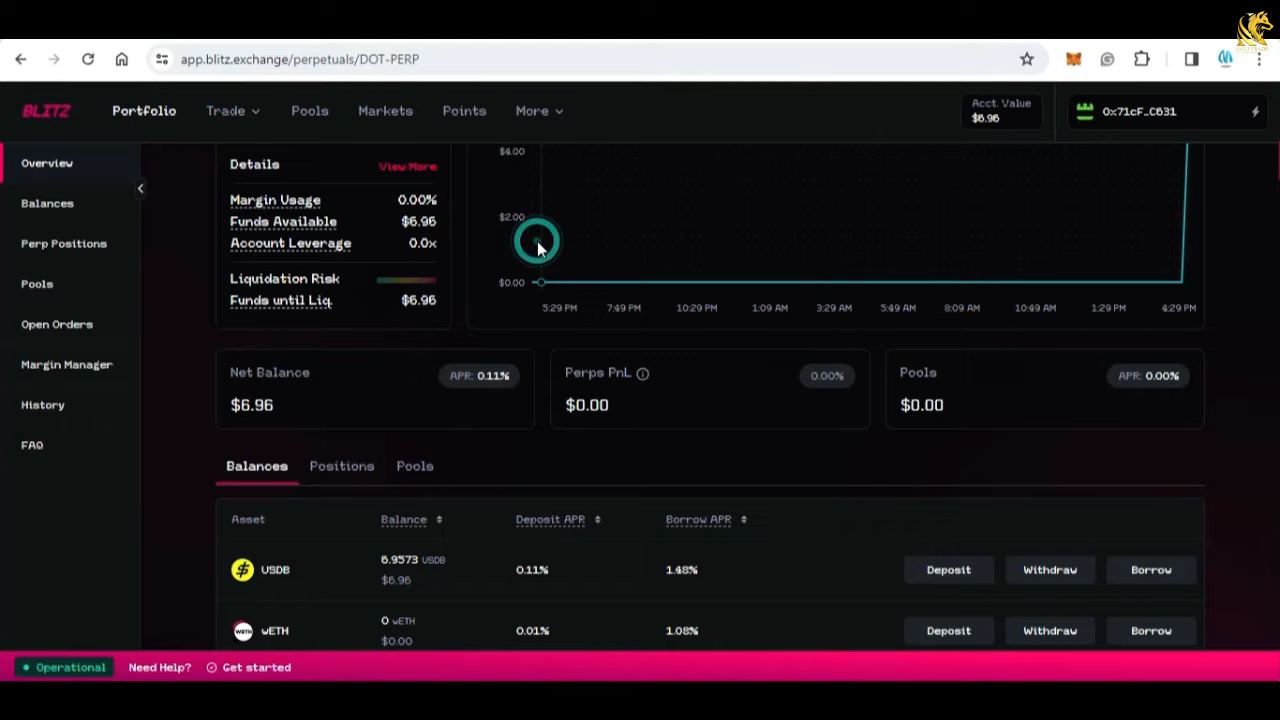 app.blitz.exchange/perpetuals/DOT-PERP
BLITZ
Portfolio
Trade
Pools
Markets
Points
More
Acct. Value
$6.96
0x71cF_C631
Overview
Balances
Perp Positions
Pools
Open Orders
Margin Manager
History
FAQ
Details
View More
Margin Usage 0.00%
Funds Available $6.96
Account Leverage 0.0x
Liquidation Risk
Funds until Liq. $6.96
$4.00
$2.00
$0.00
5:29 PM 7:49 PM 10:29 PM 1:09 AM 3:29 AM 5:49 AM 8:09 AM 10:49 AM 1:29 PM 4:29 PM
Net Balance
APR: 0.11%
$6.96
Perps PnL
0.00%
$0.00
Pools
APR: 0.00%
$0.00
Balances Positions Pools
Asset Balance Deposit APR Borrow APR
USDB
6.9573 USDB
$6.96
0.11% 1.48% Deposit Withdraw Borrow
WETH
wETH
0 wETH
$0.00
0.01% 1.08% Deposit Withdraw Borrow
Operational Need Help? Get started